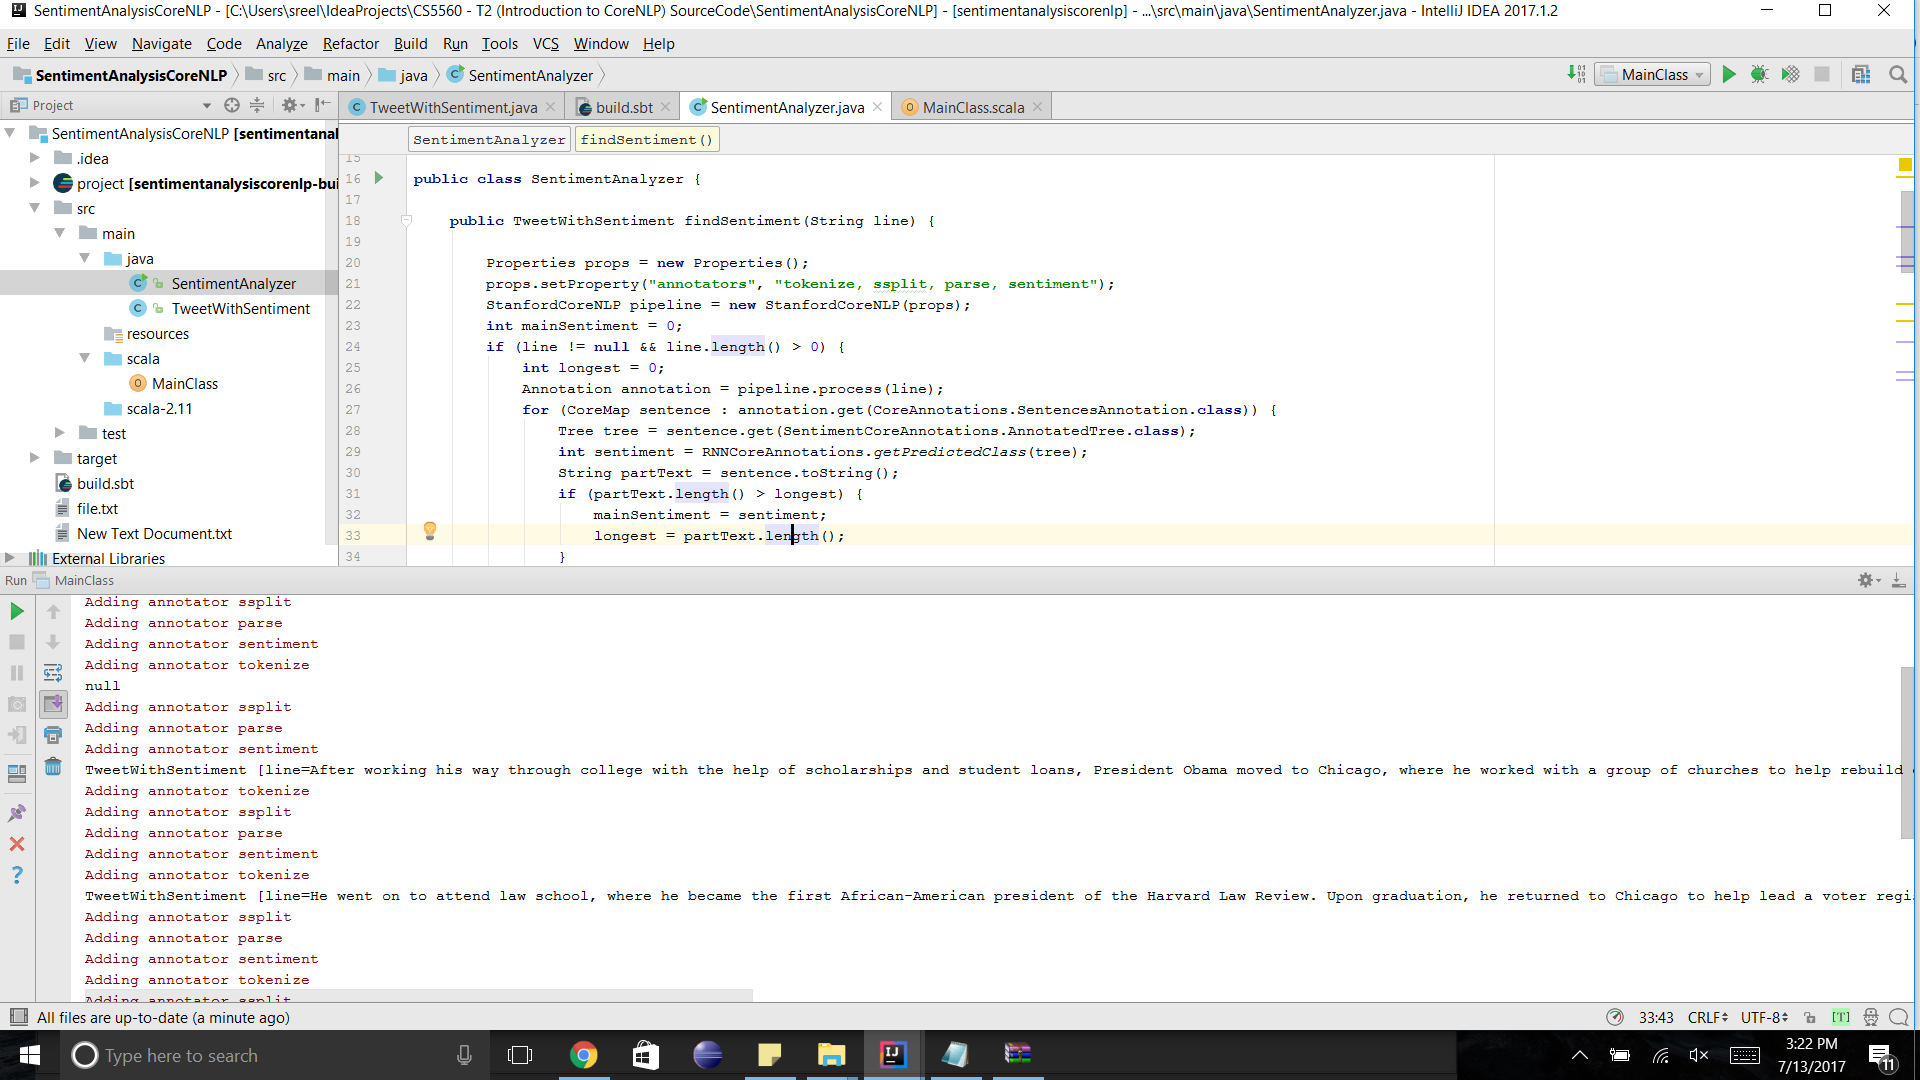 SentimentAnalysisCoreNLP - [C:\Users\sreel\IdeaProjects\CS5560 - T2 (Introduction to CoreNLP) SourceCode\SentimentAnalysisCoreNLP] - [sentimentanalysiscorenlp] - ...\src\main\java\SentimentAnalyzer.java - IntelliJ IDEA 2017.1.2
File Edit View Navigate Code Analyze Refactor Build Run Tools VCS Window Help
SentimentAnalysisCoreNLP src main java SentimentAnalyzer MainClass
Project TweetWithSentiment.java build.sbt SentimentAnalyzer.java MainClass.scala
SentimentAnalyzer findSentiment()
SentimentAnalysisCoreNLP [sentimentanal
.idea
project [sentimentanalysiscorenlp-bui
src
main
java
SentimentAnalyzer
TweetWithSentiment
resources
scala
MainClass
scala-2.11
test
target
build.sbt
file.txt
New Text Document.txt
External Libraries
15
16 public class SentimentAnalyzer {
17
18 public TweetWithSentiment findSentiment(String line) {
19
20 Properties props = new Properties();
21 props.setProperty("annotators", "tokenize, ssplit, parse, sentiment");
22 StanfordCoreNLP pipeline = new StanfordCoreNLP(props);
23 int mainSentiment = 0;
24 if (line != null && line.length() > 0) {
25 int longest = 0;
26 Annotation annotation = pipeline.process(line);
27 for (CoreMap sentence : annotation.get(CoreAnnotations.SentencesAnnotation.class)) {
28 Tree tree = sentence.get(SentimentCoreAnnotations.AnnotatedTree.class);
29 int sentiment = RNNCoreAnnotations.getPredictedClass(tree);
30 String partText = sentence.toString();
31 if (partText.length() > longest) {
32 mainSentiment = sentiment;
33 longest = partText.length();
34 }
Run MainClass
Adding annotator ssplit
Adding annotator parse
Adding annotator sentiment
Adding annotator tokenize
null
Adding annotator ssplit
Adding annotator parse
Adding annotator sentiment
TweetWithSentiment [line=After working his way through college with the help of scholarships and student loans, President Obama moved to Chicago, where he worked with a group of churches to help rebuild
Adding annotator tokenize
Adding annotator ssplit
Adding annotator parse
Adding annotator sentiment
Adding annotator tokenize
TweetWithSentiment [line=He went on to attend law school, where he became the first African-American president of the Harvard Law Review. Upon graduation, he returned to Chicago to help lead a voter regi
Adding annotator ssplit
Adding annotator parse
Adding annotator sentiment
Adding annotator tokenize
Adding annotator ssplit
All files are up-to-date (a minute ago) 33:43 CRLF UTF-8 [T]
Type here to search
3:22 PM
7/13/2017
11